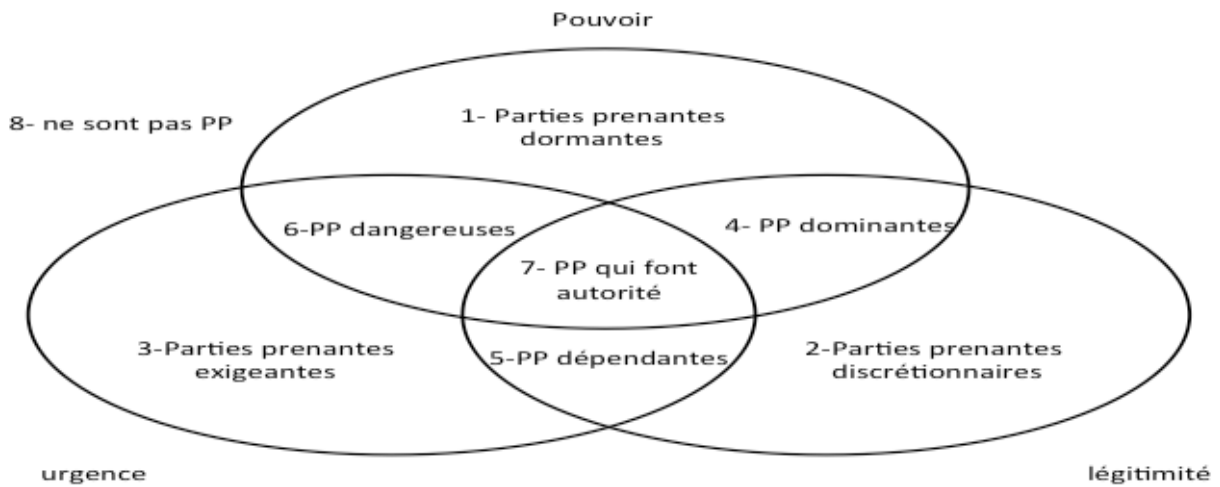 Pouvoir
8- ne sont pas PP
1- Parties prenantes
dormantes
6-PP dangereuses
4- PP dominantes
7- PP qui font
autorité
3-Parties prenantes
exigeantes
5-PP dépendantes
2-Parties prenantes
discrétionnaires
urgence
légitimité